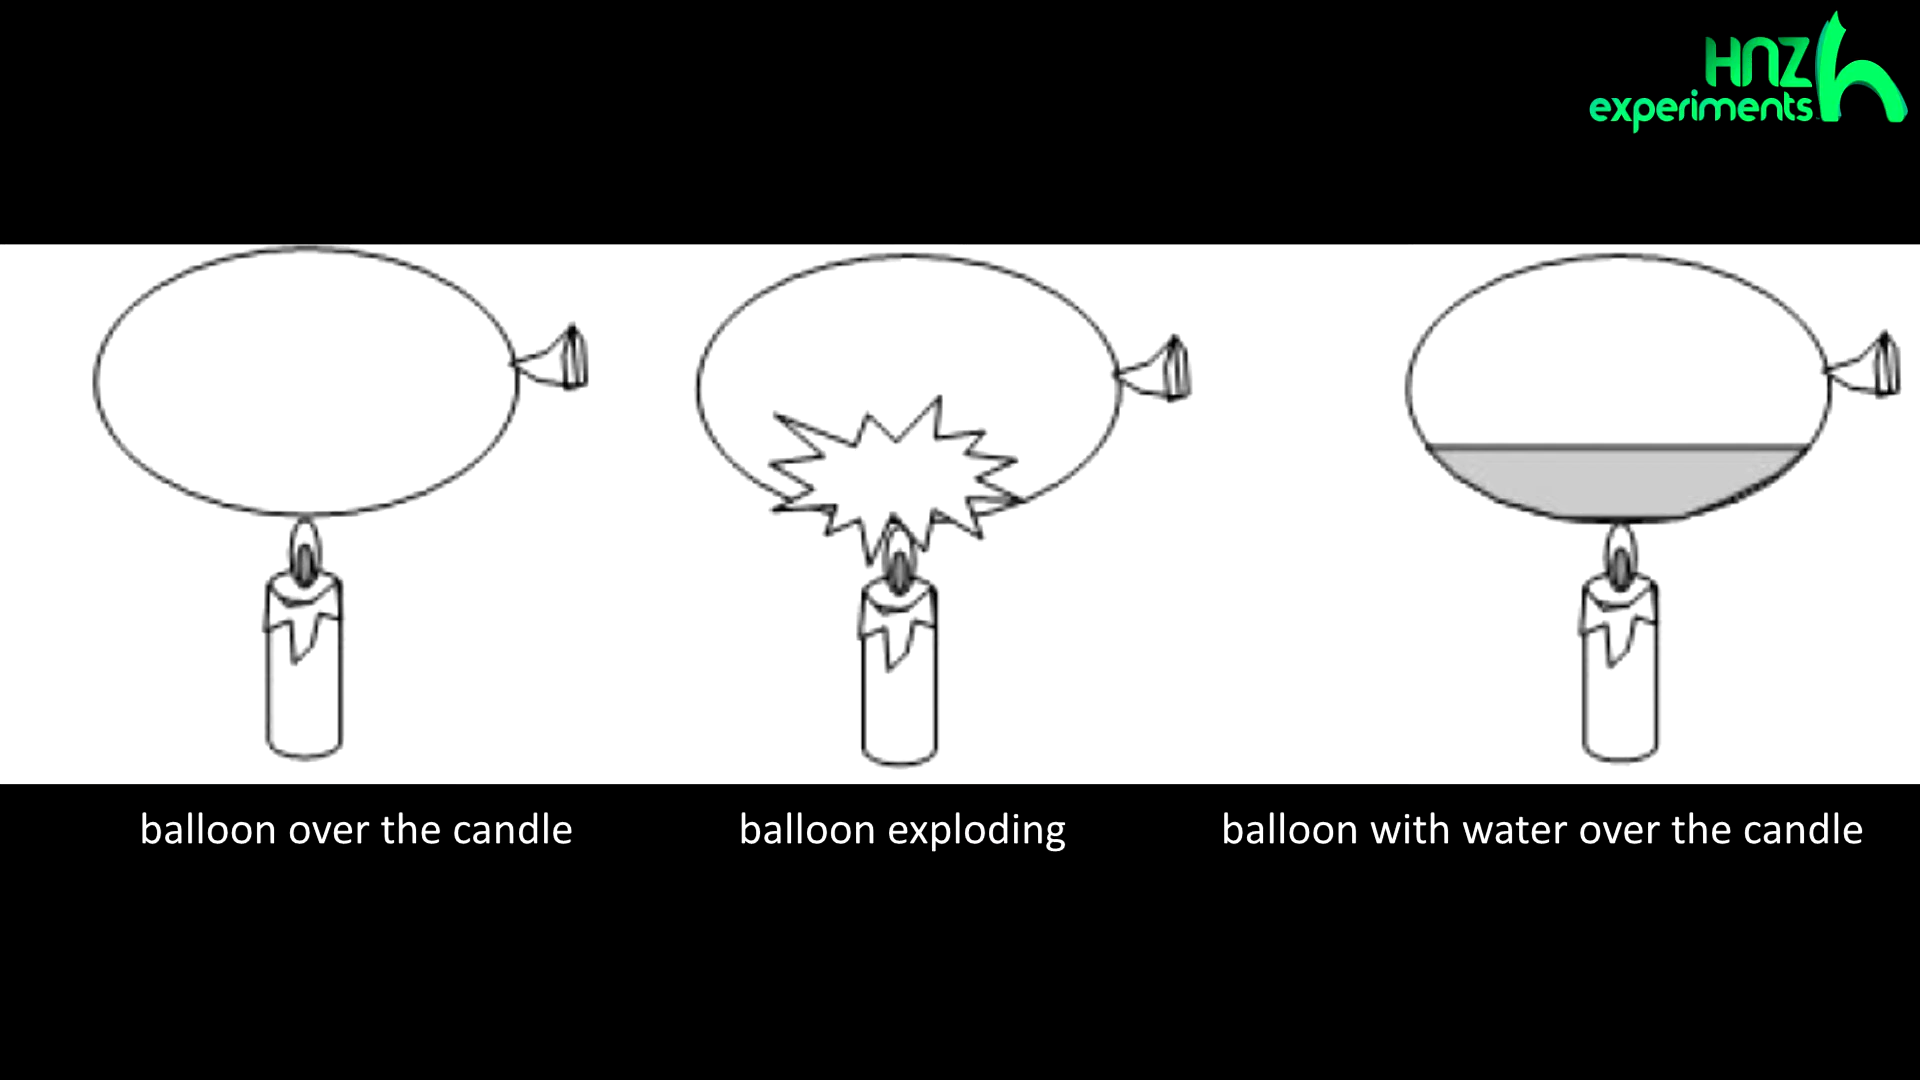 HNZ
experiments
balloon over the candle
balloon exploding
balloon with water over the candle